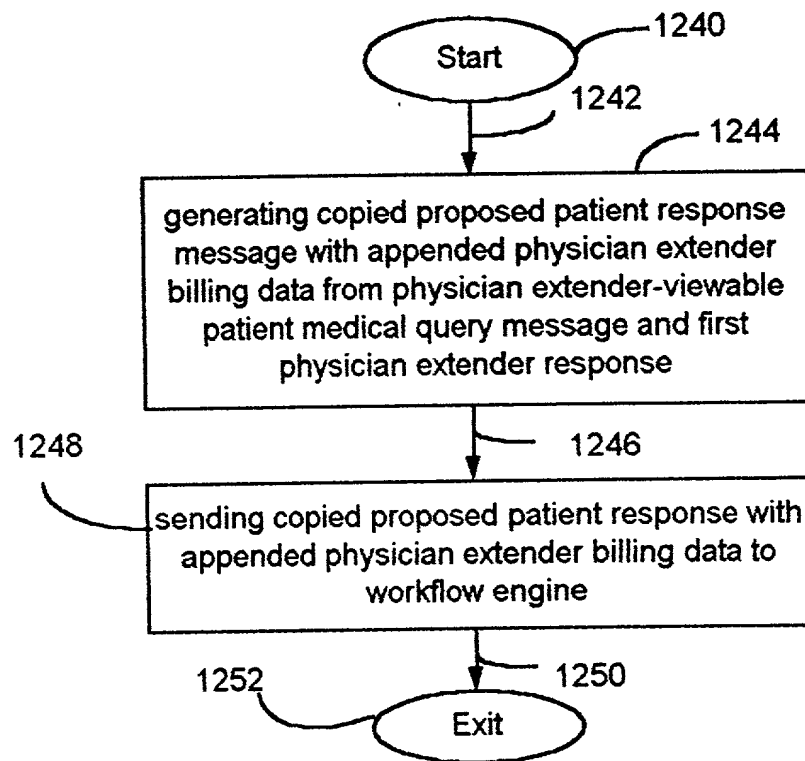 1240
Start
1242
1244
generating copied proposed patient response
message with appended physician extender
billing data from physician extender-viewable
patient medical query message and first
physician extender response
1246
1248
sending copied proposed patient response with
appended physician extender billing data to
workflow engine
1250
1252
Exit